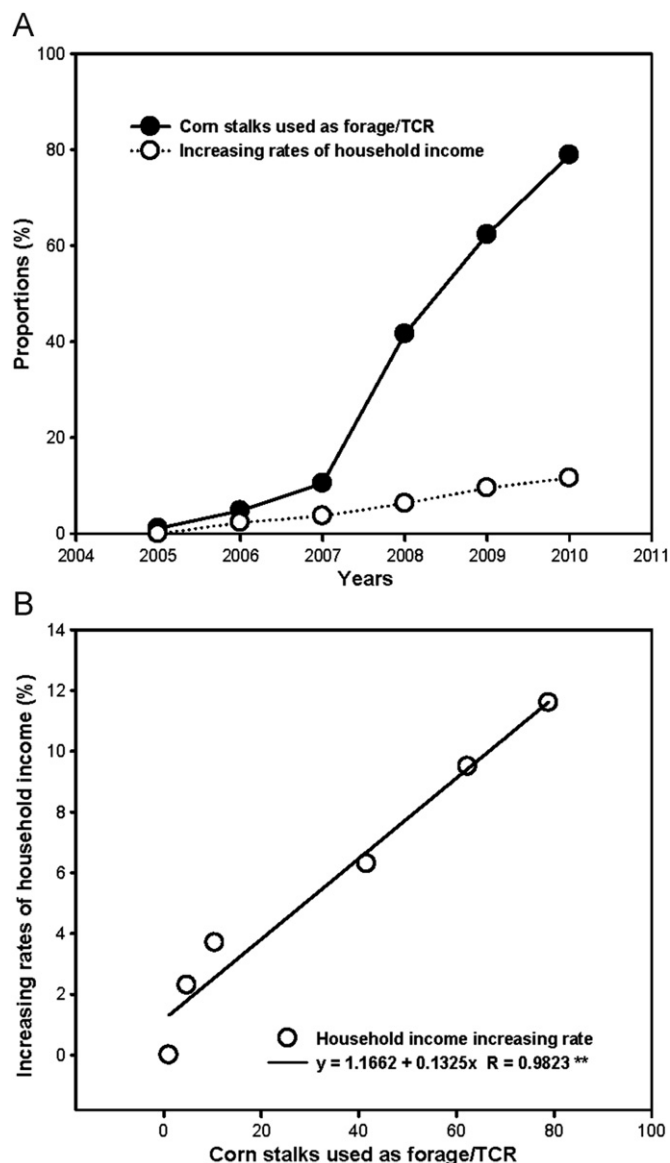 A
100
Corn stalks used as forage/TCR
Increasing rates of household income
80
60
40
20
0
Proportions (%)
2004 2005 2006 2007 2008 2009 2010 2011
Years
B
14
12
10
8
6
4
2
0
Increasing rates of household income (%)
Household income increasing rate
y = 1.1662 + 0.1325x R = 0.9823 **
0 20 40 60 80 100
Corn stalks used as forage/TCR